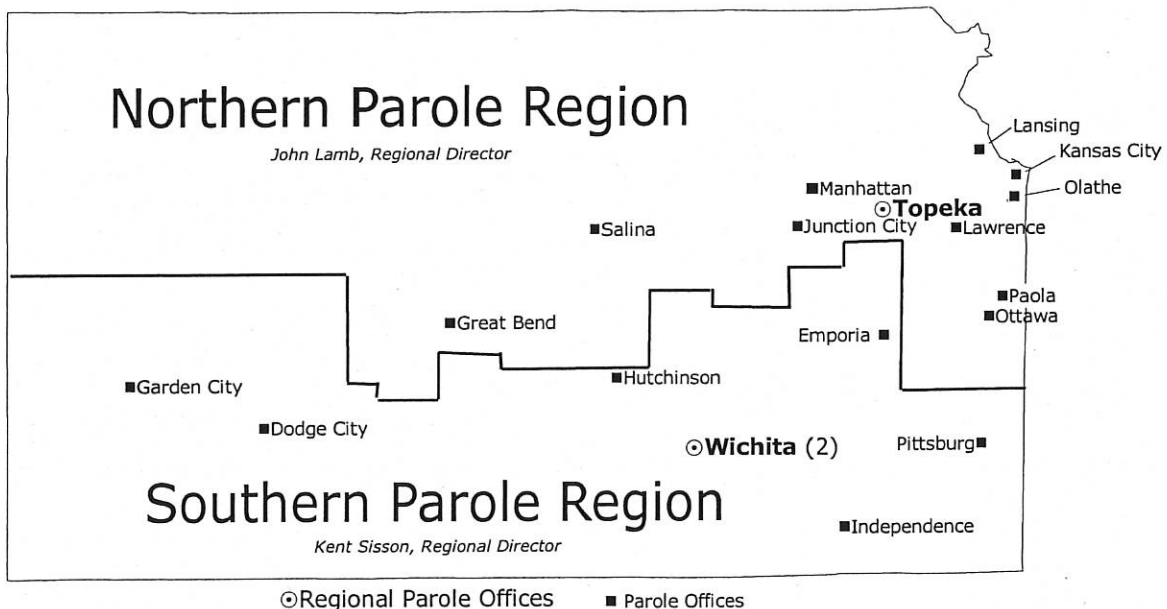 Northern Parole Region
John Lamb, Regional Director
Lansing
Kansas City
Olathe
Manhattan
Topeka
Salina
Junction City
Lawrence
Paola
Ottawa
Great Bend
Emporia
Garden City
Hutchinson
Dodge City
Wichita (2)
Pittsburg
Southern Parole Region
Kent Sisson, Regional Director
Independence
Regional Parole Offices
Parole Offices